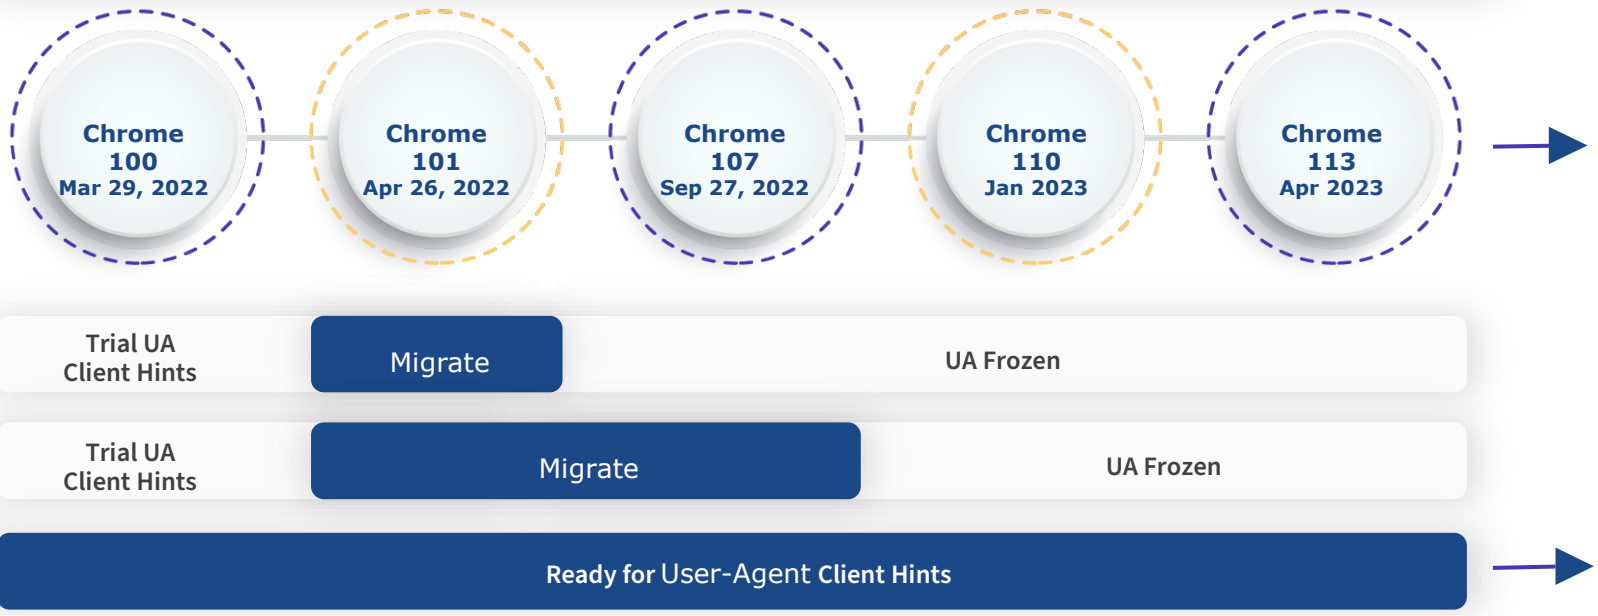 Chrome
100
Mar 29, 2022
Chrome
101
Apr 26, 2022
Chrome
107
Sep 27, 2022
Chrome
110
Jan 2023
Chrome
113
Apr 2023
Trial UA
Client Hints
Migrate
UA Frozen
Trial UA
Client Hints
Migrate
UA Frozen
Ready for User-Agent Client Hints